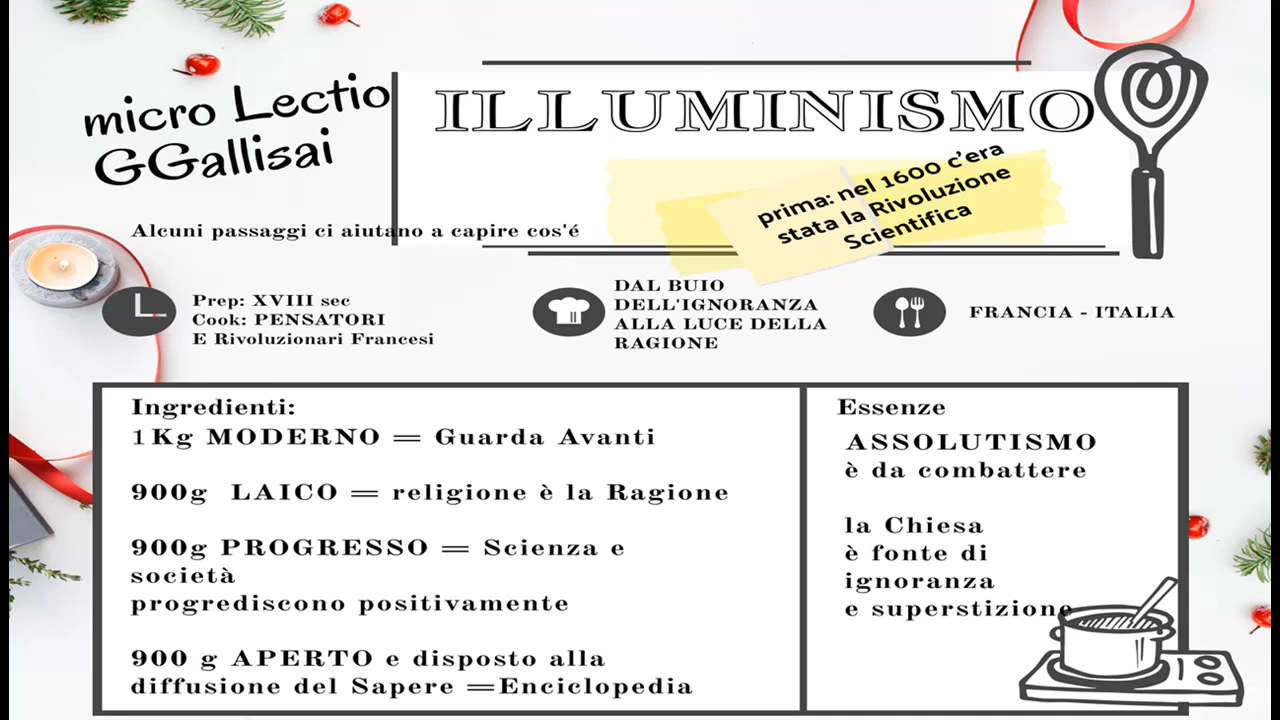 micro Lectio
GGallisai
ILLUMINISMO
prima: nel 1600 c'era
stata la Rivoluzione
Scientifica
Alcuni passaggi ci aiutano a capire cos'é
Prep: XVIII sec
Cook: PENSATORI
E Rivoluzionari Francesi
DAL BUIO
DELL'IGNORANZA
ALLA LUCE DELLA
RAGIONE
FRANCIA - ITALIA
Ingredienti:
1Kg MODERNO = Guarda Avanti
900g LAICO = religione è la Ragione
900g PROGRESSO = Scienza e
società
progrediscono positivamente
900 g APERTO e disposto alla
diffusione del Sapere =Enciclopedia
Essenze
ASSOLUTISMO
è da combattere
la Chiesa
è fonte di
ignoranza
e superstizione